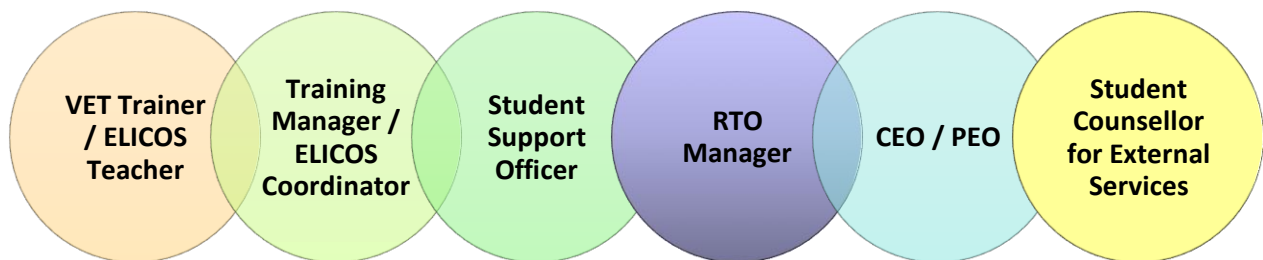 VET Trainer
/ ELICOS
Teacher
Training
Manager /
ELICOS
Coordinator
Student
Support
Officer
RTO
Manager
CEO / PEO
Student
Counsellor
for External
Services